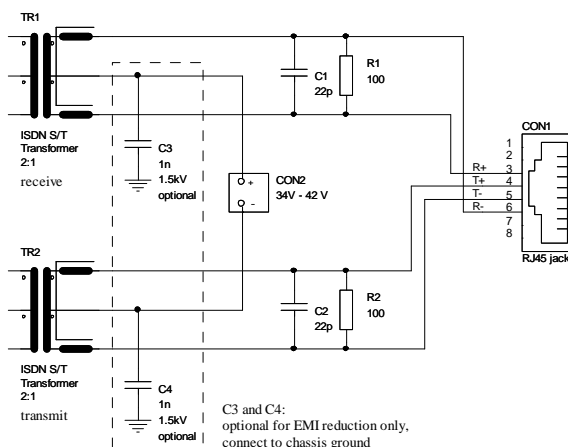 TR1
ISDN S/T
Transformer
2:1
receive
C3
1n
1.5kV
optional
C1
22p
R1
100
+
-
CON2
34V - 42 V
CON1
1
2
3
4
5
6
7
8
R+
T+
T-
R-
RJ45 jack
TR2
ISDN S/T
Transformer
2:1
transmit
C4
1n
1.5kV
optional
C2
22p
R2
100
C3 and C4:
optional for EMI reduction only,
connect to chassis ground